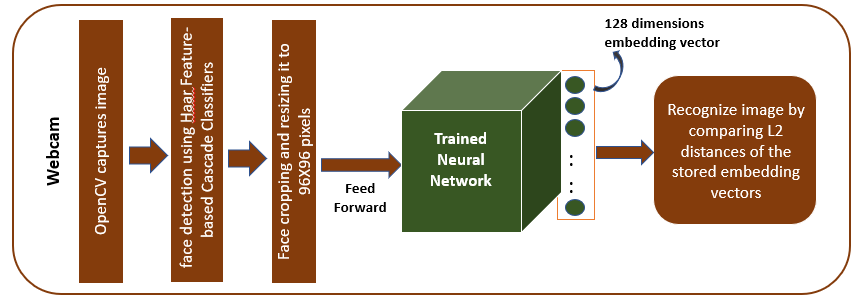 Webcam
OpenCV captures image
face detection using Haar Feature-
based Cascade Classifiers
Face cropping and resizing it to
96X96 pixels
Feed
Forward
Trained
Neural
Network
128 dimensions
embedding vector
Recognize image by
comparing L2
distances of the
stored embedding
vectors